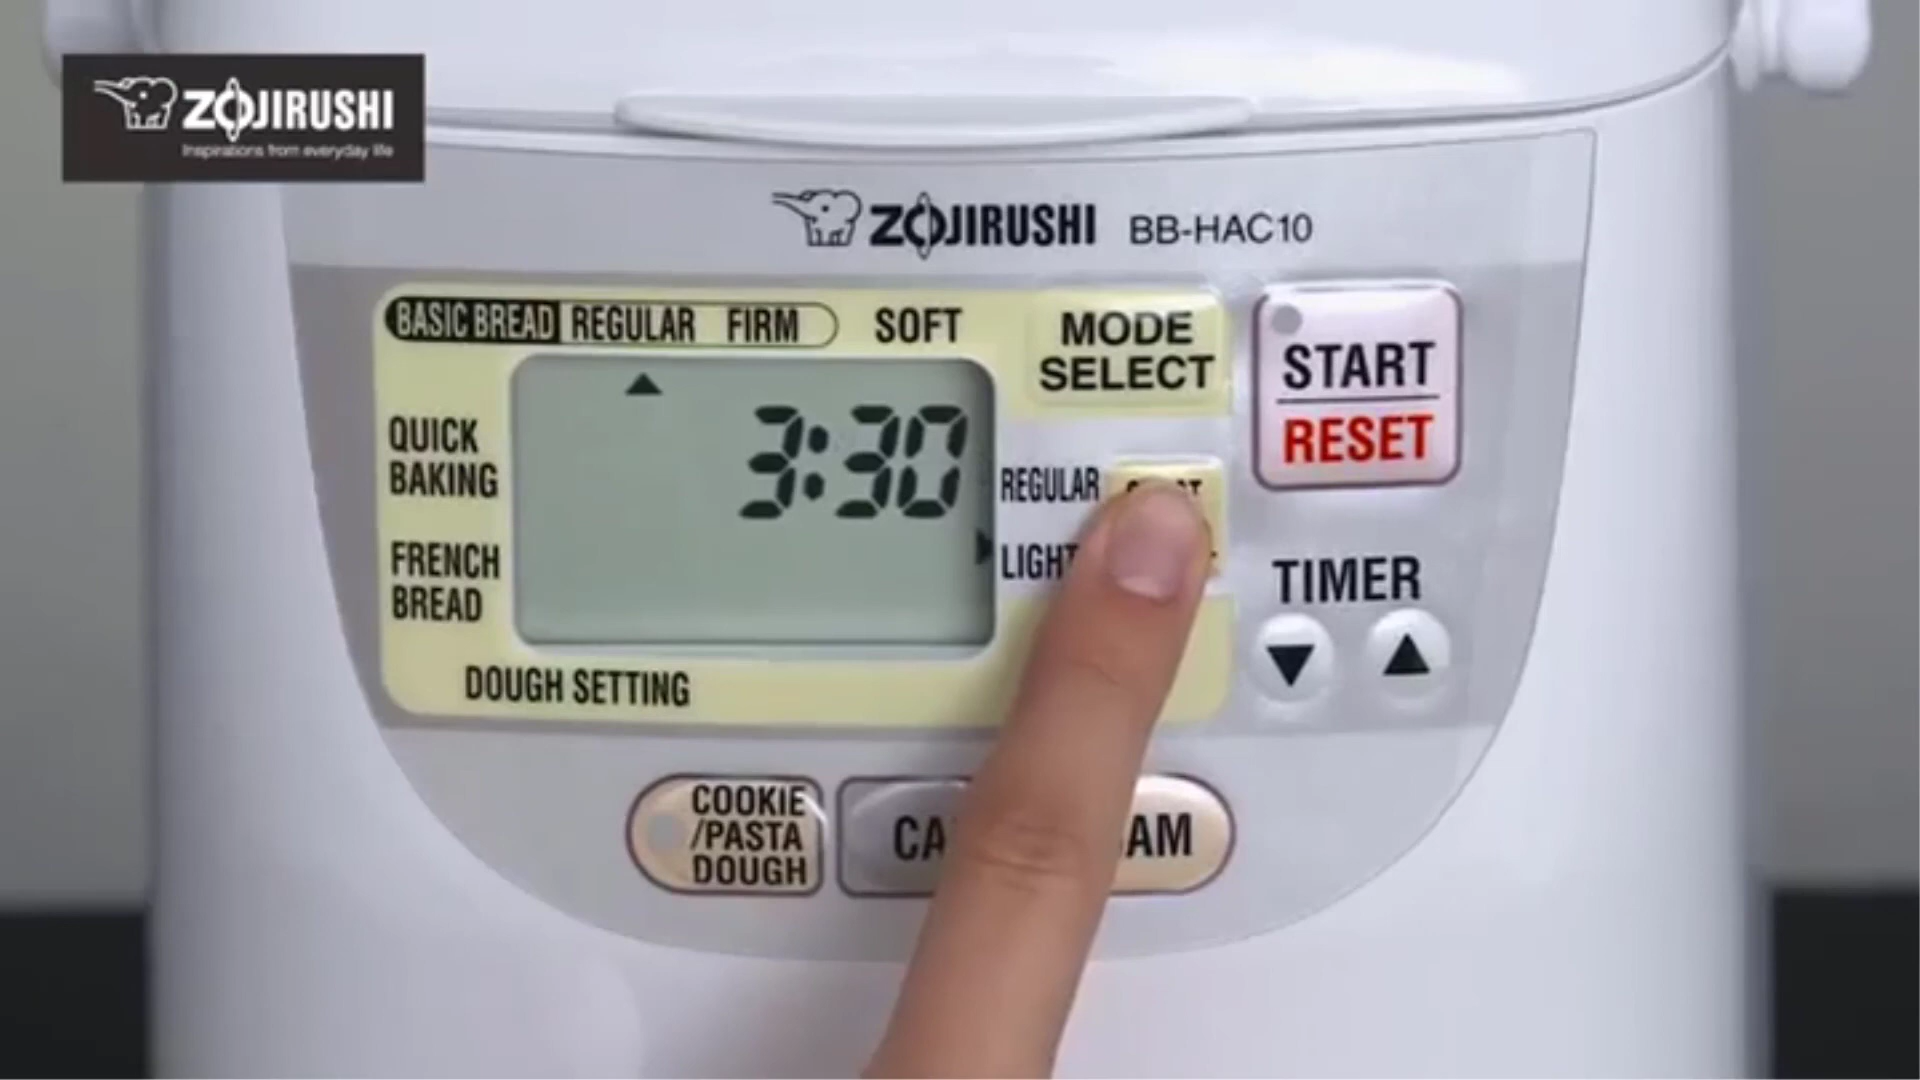 ZOJIRUSHI
Inspirations from everyday life
ZOJIRUSHI BB-HAC10
BASIC BREAD REGULAR FIRM SOFT
MODE
SELECT
START
RESET
3:30
QUICK
BAKING
REGULAR
LIGHT
FRENCH
BREAD
TIMER
DOUGH SETTING
COOKIE
/PASTA
DOUGH